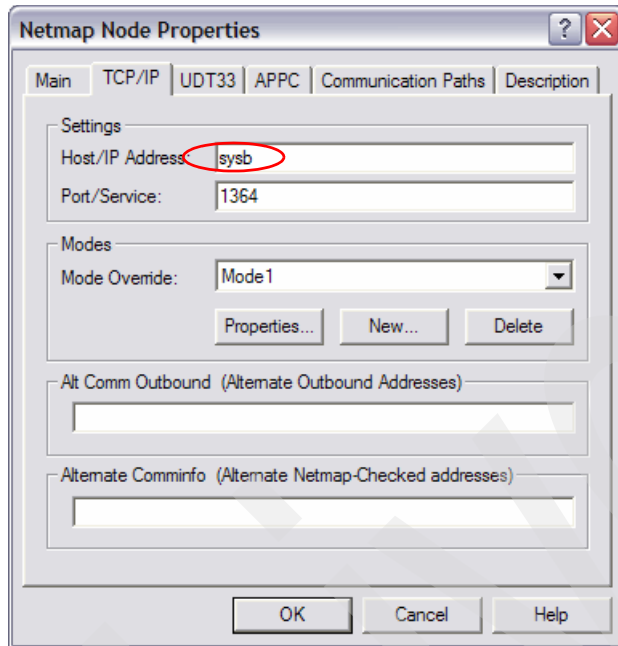 Netmap Node Properties
?
Main TCP/IP UDT33 APPC Communication Paths Description
Settings
Host/IP Address: sysb
Port/Service: 1364
Modes
Mode Override: Mode1
Properties... New... Delete
Alt Comm Outbound (Alternate Outbound Addresses)
Alternate Comminfo (Alternate Netmap-Checked addresses)
OK Cancel Help